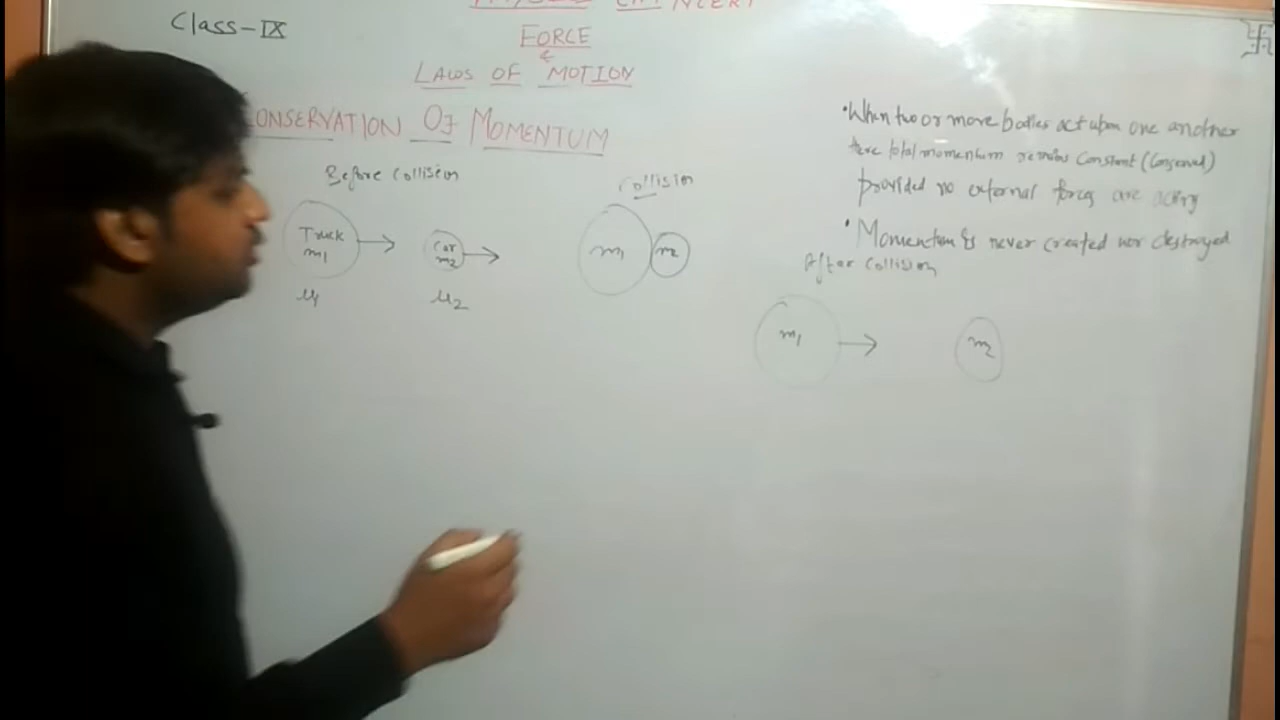 NCERT
Class-IX
FORCE
&
LAWS OF MOTION
CONSERVATION OF MOMENTUM
• When two or more bodies act upon one another
total momentum remains Constant (Conserved)
provided no external forces are acting
• Momentum is never created nor destroyed
Before Collision
Truck
m1
Car
m2
u1
u2
Collision
m1
m2
After Collision
m1
m2